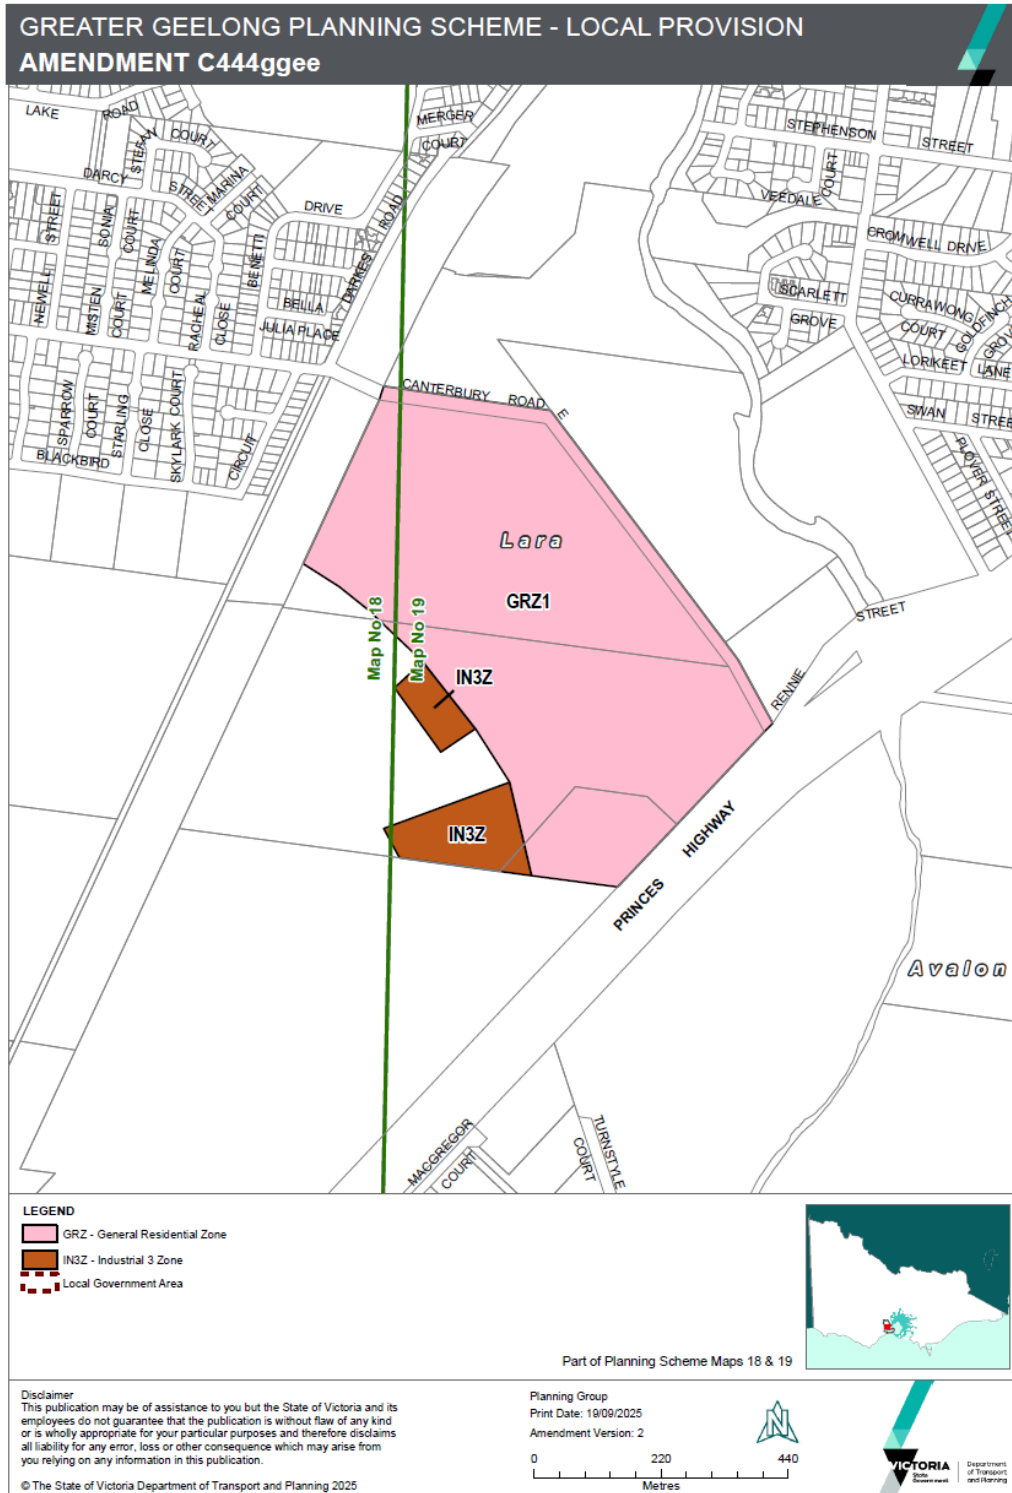 GREATER GEELONG PLANNING SCHEME - LOCAL PROVISION
AMENDMENT C444ggee
LAKE ROAD
STEFAN COURT
MERGER COURT
STEPHENSON STREET
DARCY STREE
MARINA COURT
DRIVE
DARKES ROAD
VEEDALE COURT
NEWELL STREET
SONIA COURT
MELINDA COURT
BENETTI
CROMWELL DRIVE
MISTEN COURT
RACHEAL CLOSE
BELLA
JULIA PLACE
SCARLETT GROVE
CURRAWONG COURT
GOLDFINCH GROV
LORIKEET LANE
CANTERBURY ROAD E
SWAN STREE
SPARROW COURT
STARLING CLOSE
SKYLARK COURT
CIRCUIT
BLACKBIRD
PLOVER STREET
Lara
GRZ1
Map No 18
Map No 19
STREET
RENNIE
IN3Z
IN3Z
PRINCES HIGHWAY
Avalon
MACGREGOR COURT
TURNSTYLE COURT
LEGEND
GRZ - General Residential Zone
IN3Z - Industrial 3 Zone
Local Government Area
Part of Planning Scheme Maps 18 & 19
Disclaimer
This publication may be of assistance to you but the State of Victoria and its
employees do not guarantee that the publication is without flaw of any kind
or is wholly appropriate for your particular purposes and therefore disclaims
all liability for any error, loss or other consequence which may arise from
you relying on any information in this publication.
© The State of Victoria Department of Transport and Planning 2025
Planning Group
Print Date: 19/09/2025
Amendment Version: 2
N
0 220 440
Metres
VICTORIA
State
Government
Department
of Transport
and Planning